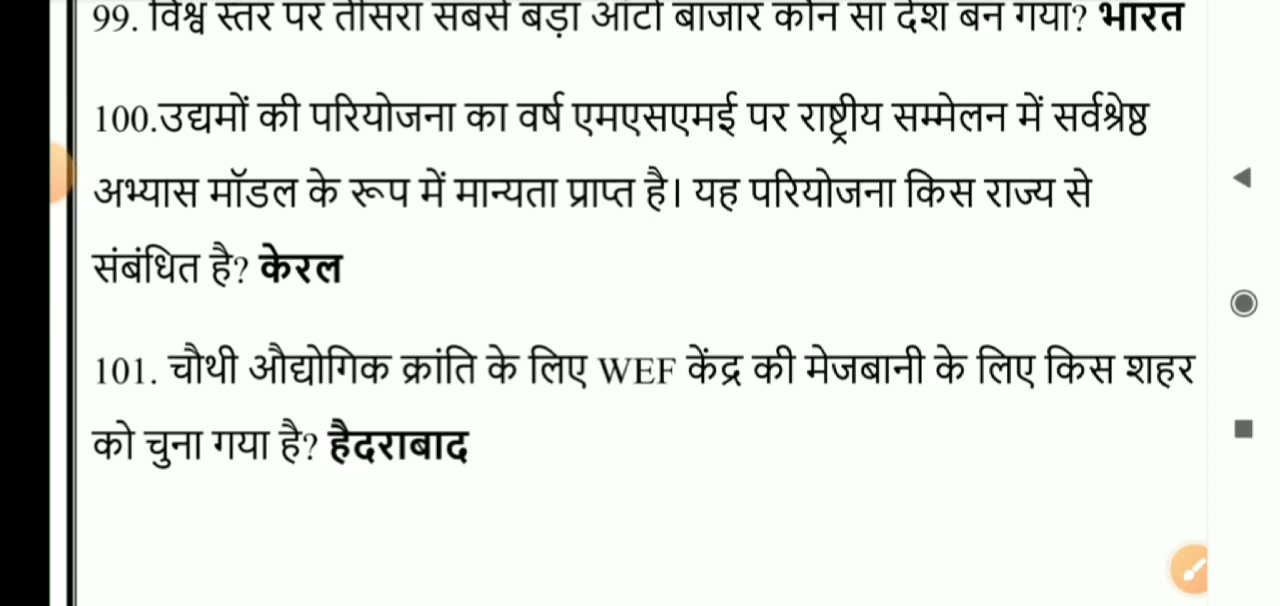 99. विश्व स्तर पर तीसरा सबसे बड़ा ऑटो बाजार कौन सा देश बन गया? भारत
100.उद्यमों की परियोजना का वर्ष एमएसएमई पर राष्ट्रीय सम्मेलन में सर्वश्रेष्ठ
अभ्यास मॉडल के रूप में मान्यता प्राप्त है। यह परियोजना किस राज्य से
संबंधित है? केरल
101. चौथी औद्योगिक क्रांति के लिए WEF केंद्र की मेजबानी के लिए किस शहर
को चुना गया है? हैदराबाद